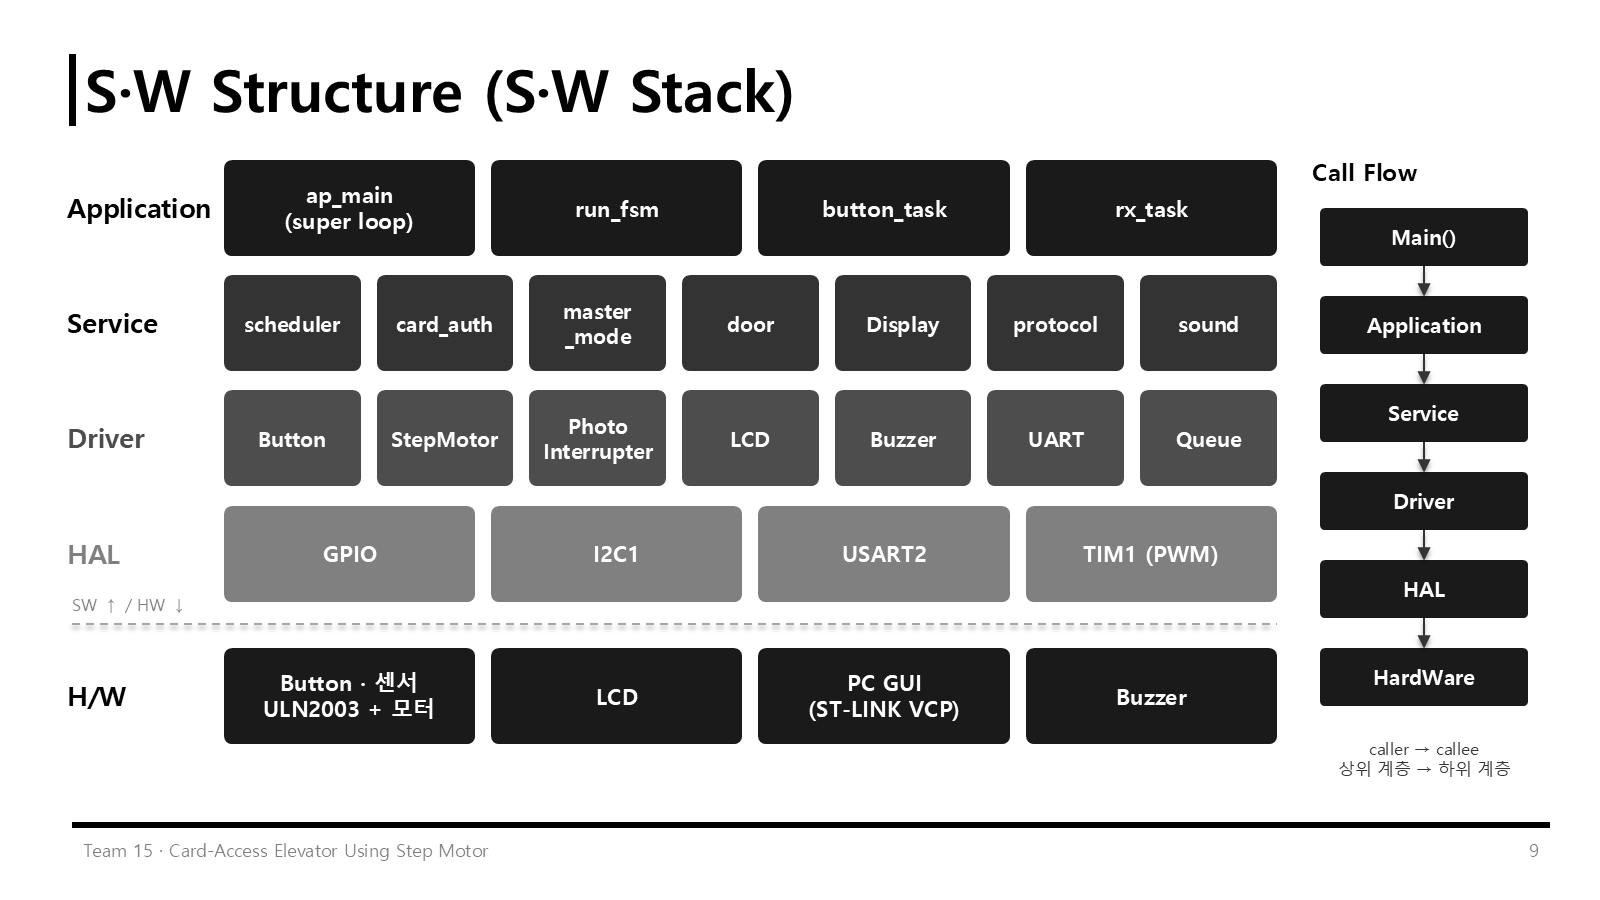 S·W Structure (S·W Stack)
Application
ap_main
(super loop)
run_fsm
button_task
rx_task
Service
scheduler
card_auth
master
_mode
door
Display
protocol
sound
Driver
Button
StepMotor
Photo
Interrupter
LCD
Buzzer
UART
Queue
HAL
GPIO
I2C1
USART2
TIM1 (PWM)
SW ↑ / HW ↓
H/W
Button · 센서
ULN2003 + 모터
LCD
PC GUI
(ST-LINK VCP)
Buzzer
Call Flow
Main()
Application
Service
Driver
HAL
HardWare
caller → callee
상위 계층 → 하위 계층
Team 15 · Card-Access Elevator Using Step Motor
9